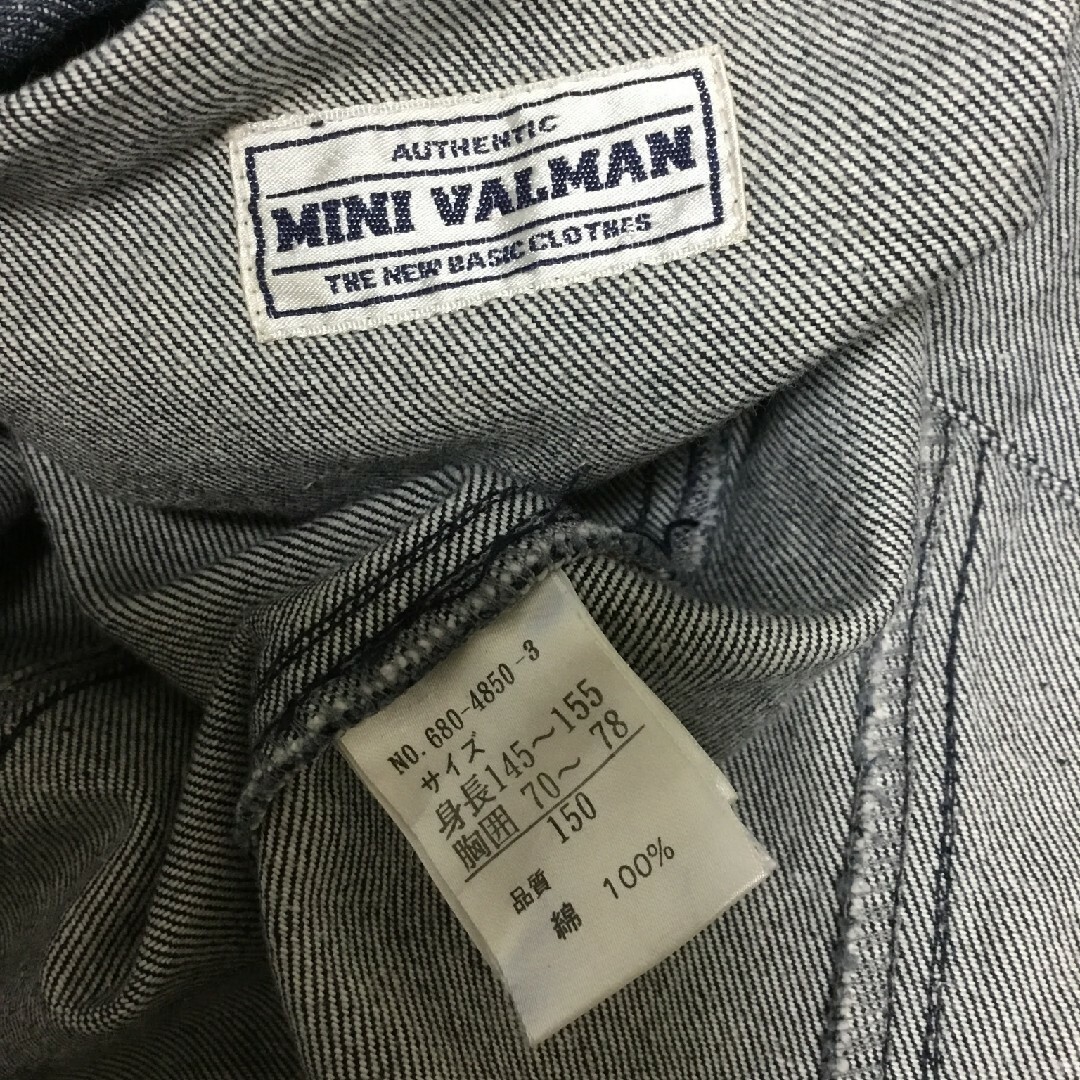 AUTHENTIC
MINI VALMAN
THE NEW BASIC CLOTHES
NO. 680-4850-3
サイズ
身長145～155
胸囲 70～ 78
150
品質
綿 100%